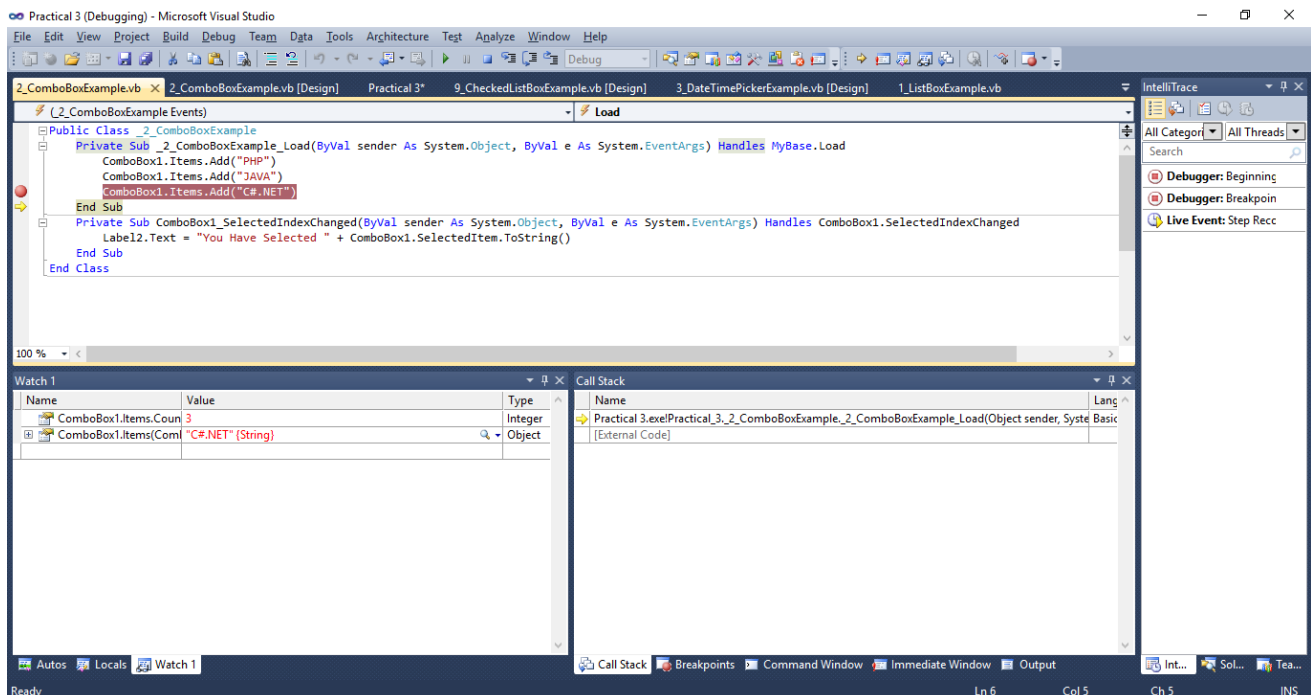 Practical 3 (Debugging) - Microsoft Visual Studio
File Edit View Project Build Debug Team Data Tools Architecture Test Analyze Window Help
Debug
2_ComboBoxExample.vb 2_ComboBoxExample.vb [Design] Practical 3* 9_CheckedListBoxExample.vb [Design] 3_DateTimePickerExample.vb [Design] 1_ListBoxExample.vb
(_2_ComboBoxExample Events) Load
Public Class _2_ComboBoxExample
Private Sub _2_ComboBoxExample_Load(ByVal sender As System.Object, ByVal e As System.EventArgs) Handles MyBase.Load
ComboBox1.Items.Add("PHP")
ComboBox1.Items.Add("JAVA")
ComboBox1.Items.Add("C#.NET")
End Sub
Private Sub ComboBox1_SelectedIndexChanged(ByVal sender As System.Object, ByVal e As System.EventArgs) Handles ComboBox1.SelectedIndexChanged
Label2.Text = "You Have Selected " + ComboBox1.SelectedItem.ToString()
End Sub
End Class
100 %
IntelliTrace
All Categori All Threads
Search
Debugger: Beginning
Debugger: Breakpoin
Live Event: Step Recc
Watch 1
Name Value Type
ComboBox1.Items.Coun 3 Integer
ComboBox1.Items(Coml "C#.NET" {String} Object
Call Stack
Name Lang
Practical 3.exe!Practical_3._2_ComboBoxExample._2_ComboBoxExample_Load(Object sender, Syste Basic
[External Code]
Autos Locals Watch 1
Call Stack Breakpoints Command Window Immediate Window Output
Int... Sol... Tea...
Ready Ln 6 Col 5 Ch 5 INS